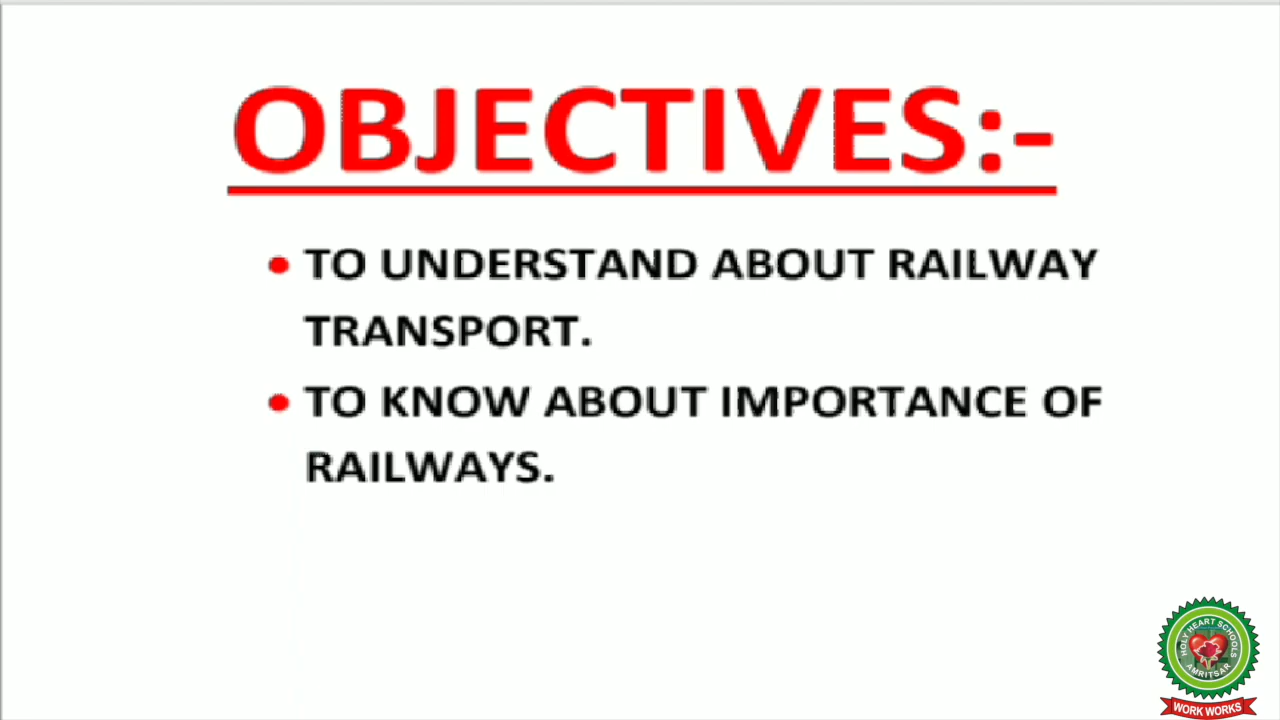 OBJECTIVES:-
• TO UNDERSTAND ABOUT RAILWAY
TRANSPORT.
• TO KNOW ABOUT IMPORTANCE OF
RAILWAYS.
HOLY HEART SCHOOLS
AMRITSAR
WORK WORKS